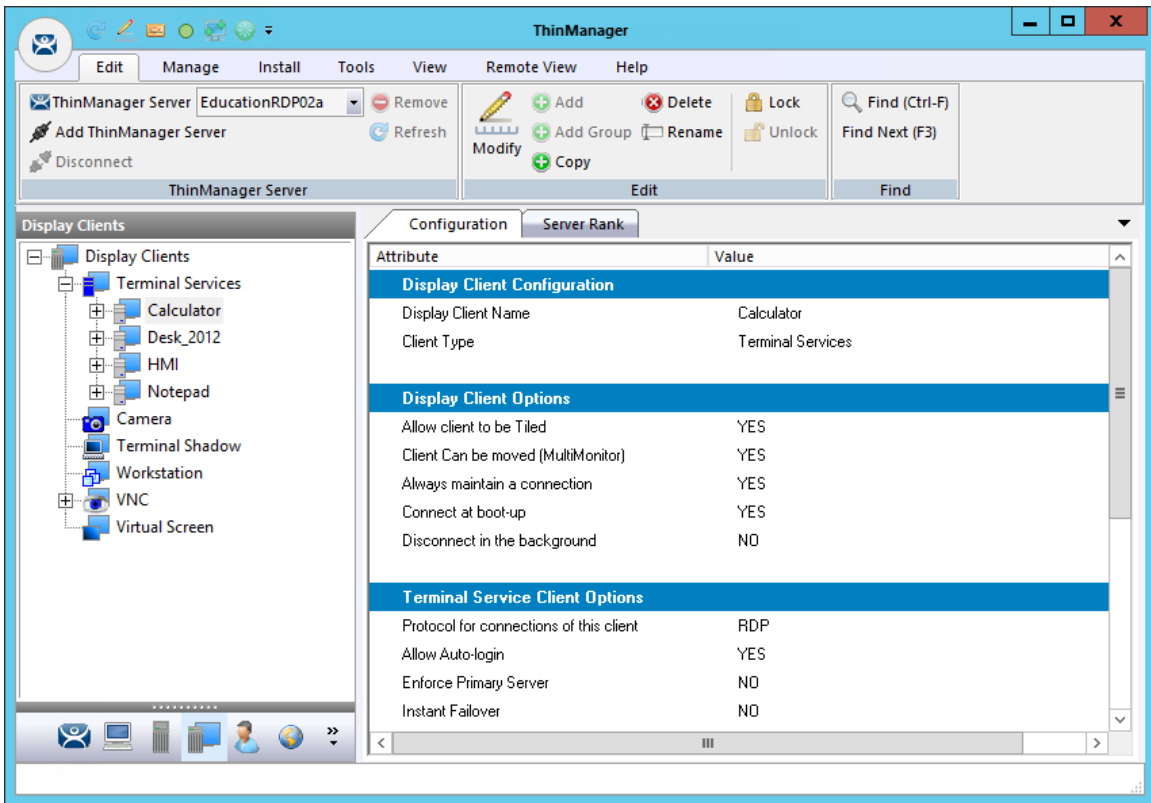 ThinManager
Edit Manage Install Tools View Remote View Help
ThinManager Server EducationRDP02a Remove
Add ThinManager Server Refresh
Disconnect
ThinManager Server
Modify
Add Delete Lock
Add Group Rename Unlock
Copy
Edit
Find (Ctrl-F)
Find Next (F3)
Find
Display Clients
Display Clients
Terminal Services
Calculator
Desk_2012
HMI
Notepad
Camera
Terminal Shadow
Workstation
VNC
Virtual Screen
Configuration Server Rank
Attribute Value
Display Client Configuration
Display Client Name Calculator
Client Type Terminal Services
Display Client Options
Allow client to be Tiled YES
Client Can be moved (MultiMonitor) YES
Always maintain a connection YES
Connect at boot-up YES
Disconnect in the background NO
Terminal Service Client Options
Protocol for connections of this client RDP
Allow Auto-login YES
Enforce Primary Server NO
Instant Failover NO